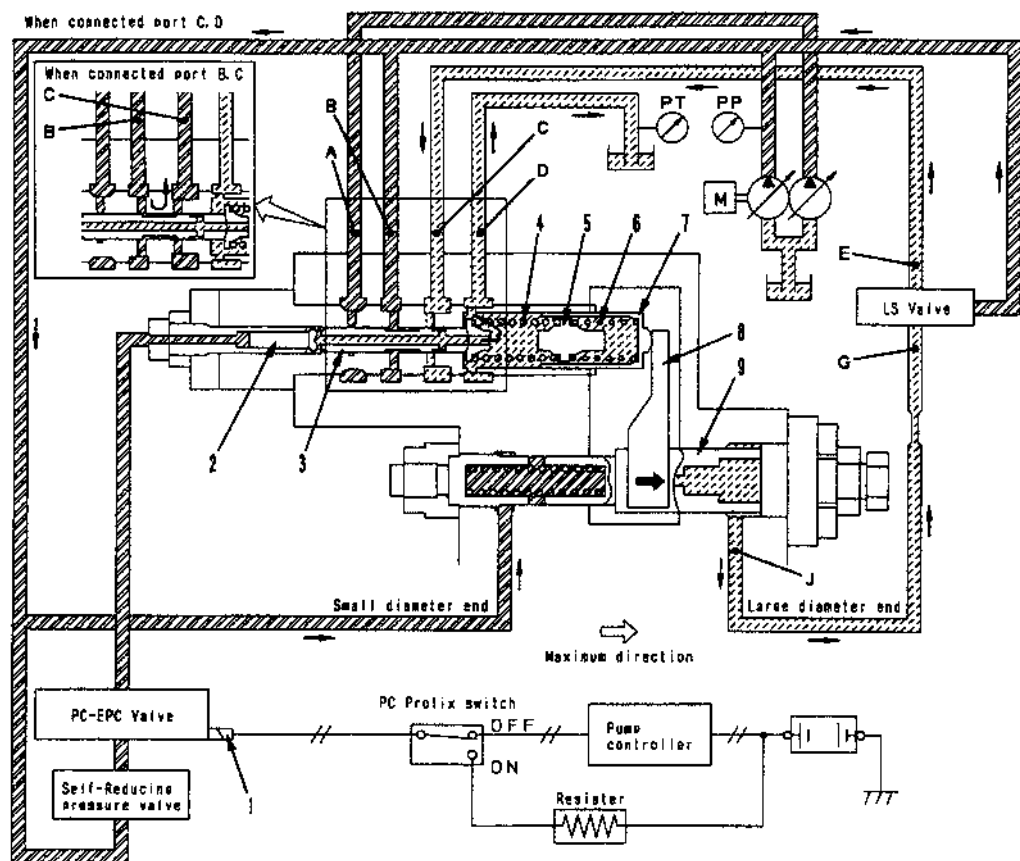 When connected port C.D
When connected port B.C
C
B
A
B
C
D
PT
PP
M
4
5
6
7
8
9
E
LS Valve
G
2
3
J
Small diameter end
Large diameter end
Maximum direction
PC-EPC Valve
PC Prolix switch
OFF
ON
Pump
controller
Self-Reducing
pressure valve
1
Resister